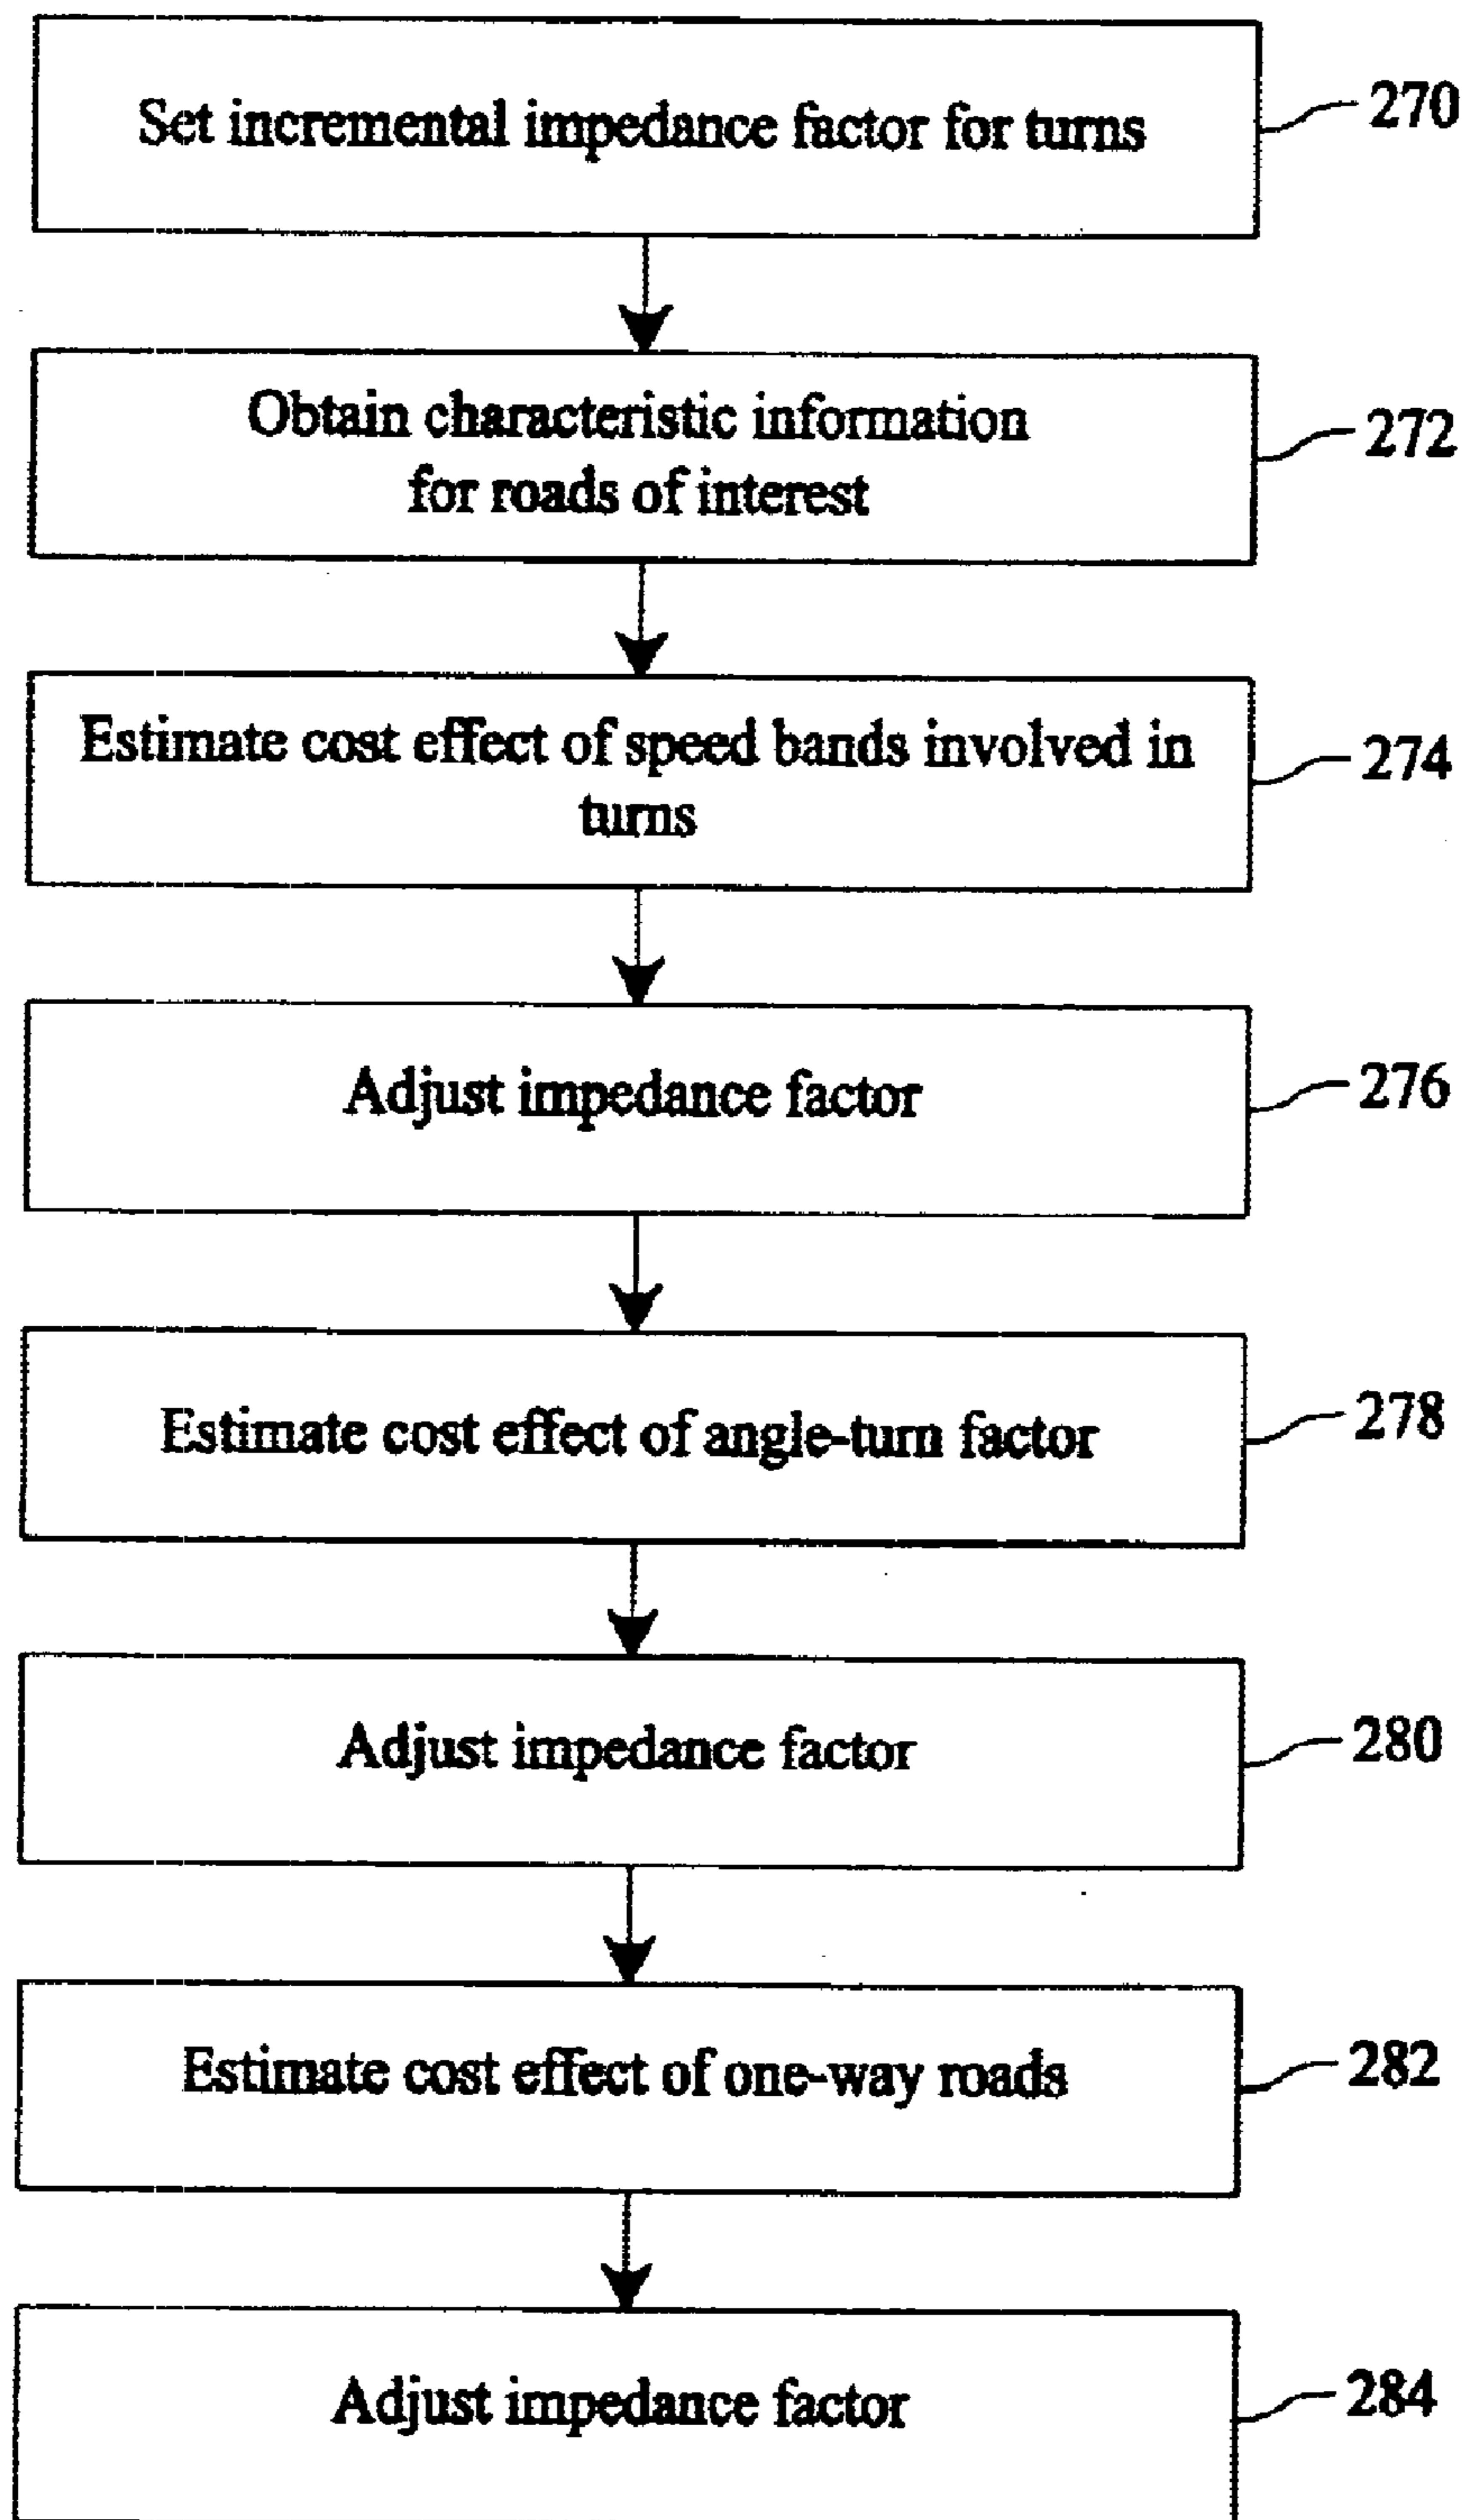 Set incremental impedance factor for turns
270
Obtain characteristic information
for roads of interest
272
Estimate cost effect of speed bands involved in
turns
274
Adjust impedance factor
276
Estimate cost effect of angle-turn factor
278
Adjust impedance factor
280
Estimate cost effect of one-way roads
282
Adjust impedance factor
284